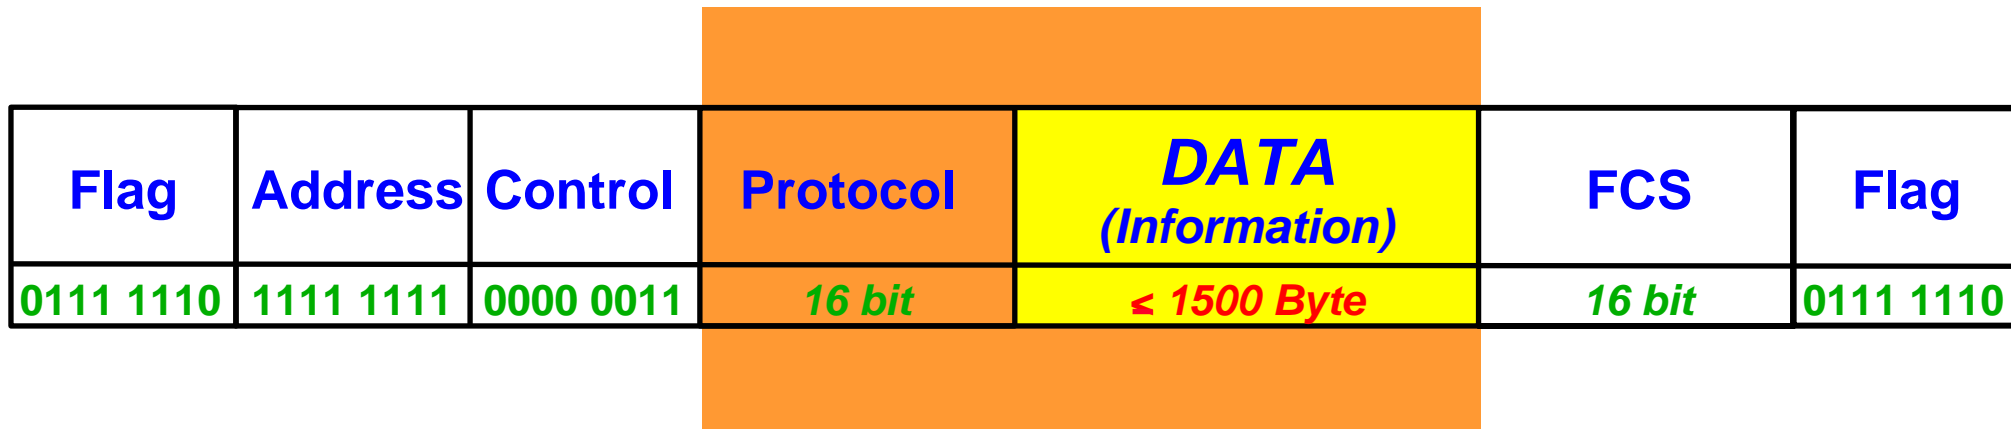 Flag Address Control Protocol DATA (Information) FCS Flag
0111 1110 1111 1111 0000 0011 16 bit ≤ 1500 Byte 16 bit 0111 1110